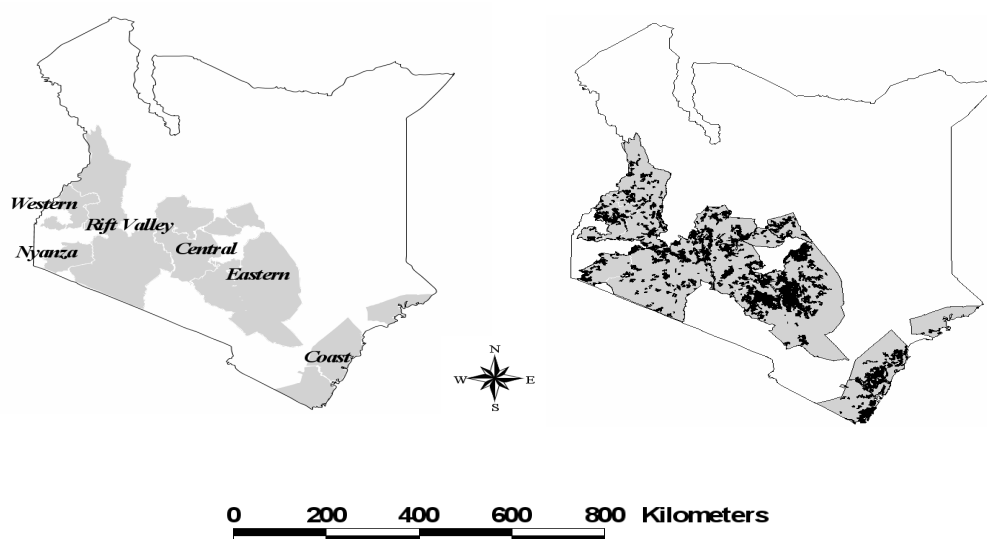 Western
Rift Valley
Nyanza
Central
Eastern
Coast
N
W E
S
0 200 400 600 800 Kilometers